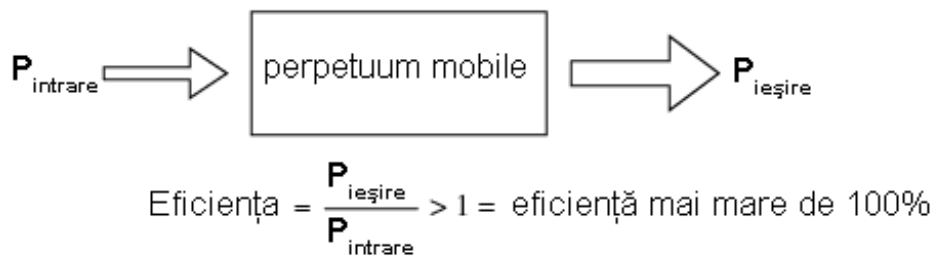 P intrare perpetuum mobile P ieşire
Eficienţa = P ieşire / P intrare > 1 = eficienţă mai mare de 100%